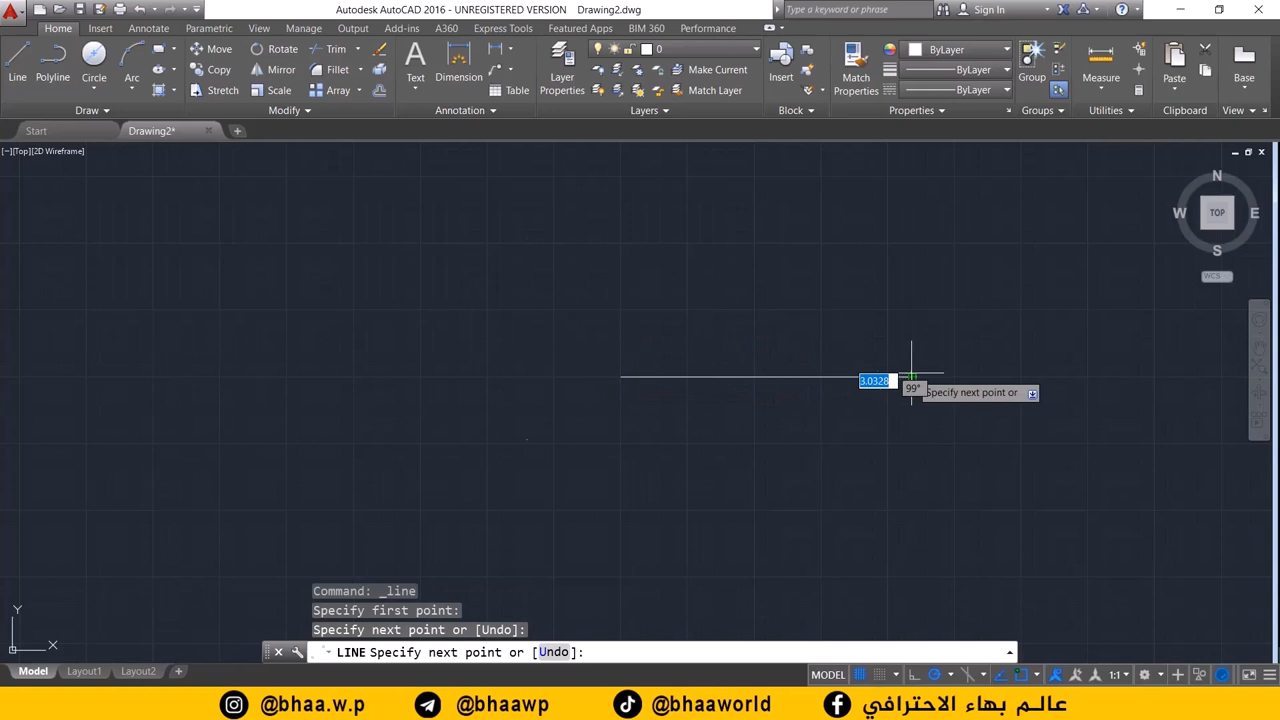 Autodesk AutoCAD 2016 - UNREGISTERED VERSION Drawing2.dwg
Type a keyword or phrase
Sign In
Home Insert Annotate Parametric View Manage Output Add-ins A360 Express Tools Featured Apps BIM 360 Performance
Line Polyline Circle Arc
Move Rotate Trim
Copy Mirror Fillet
Stretch Scale Array
Text Dimension Table
Layer Properties
0
Make Current
Match Layer
Insert
Match Properties
ByLayer
ByLayer
ByLayer
Group
Measure
Paste
Base
Draw Modify Annotation Layers Block Properties Groups Utilities Clipboard View
Start Drawing2*
[−][Top][2D Wireframe]
N
W TOP E
S
WCS
3.0328
99°
Specify next point or
Command: _line
Specify first point:
Specify next point or [Undo]:
LINE Specify next point or [Undo]:
Y
X
Model Layout1 Layout2 +
MODEL 1:1
@bhaa.w.p @bhaawp @bhaaworld عالم بهاء الاحترافي